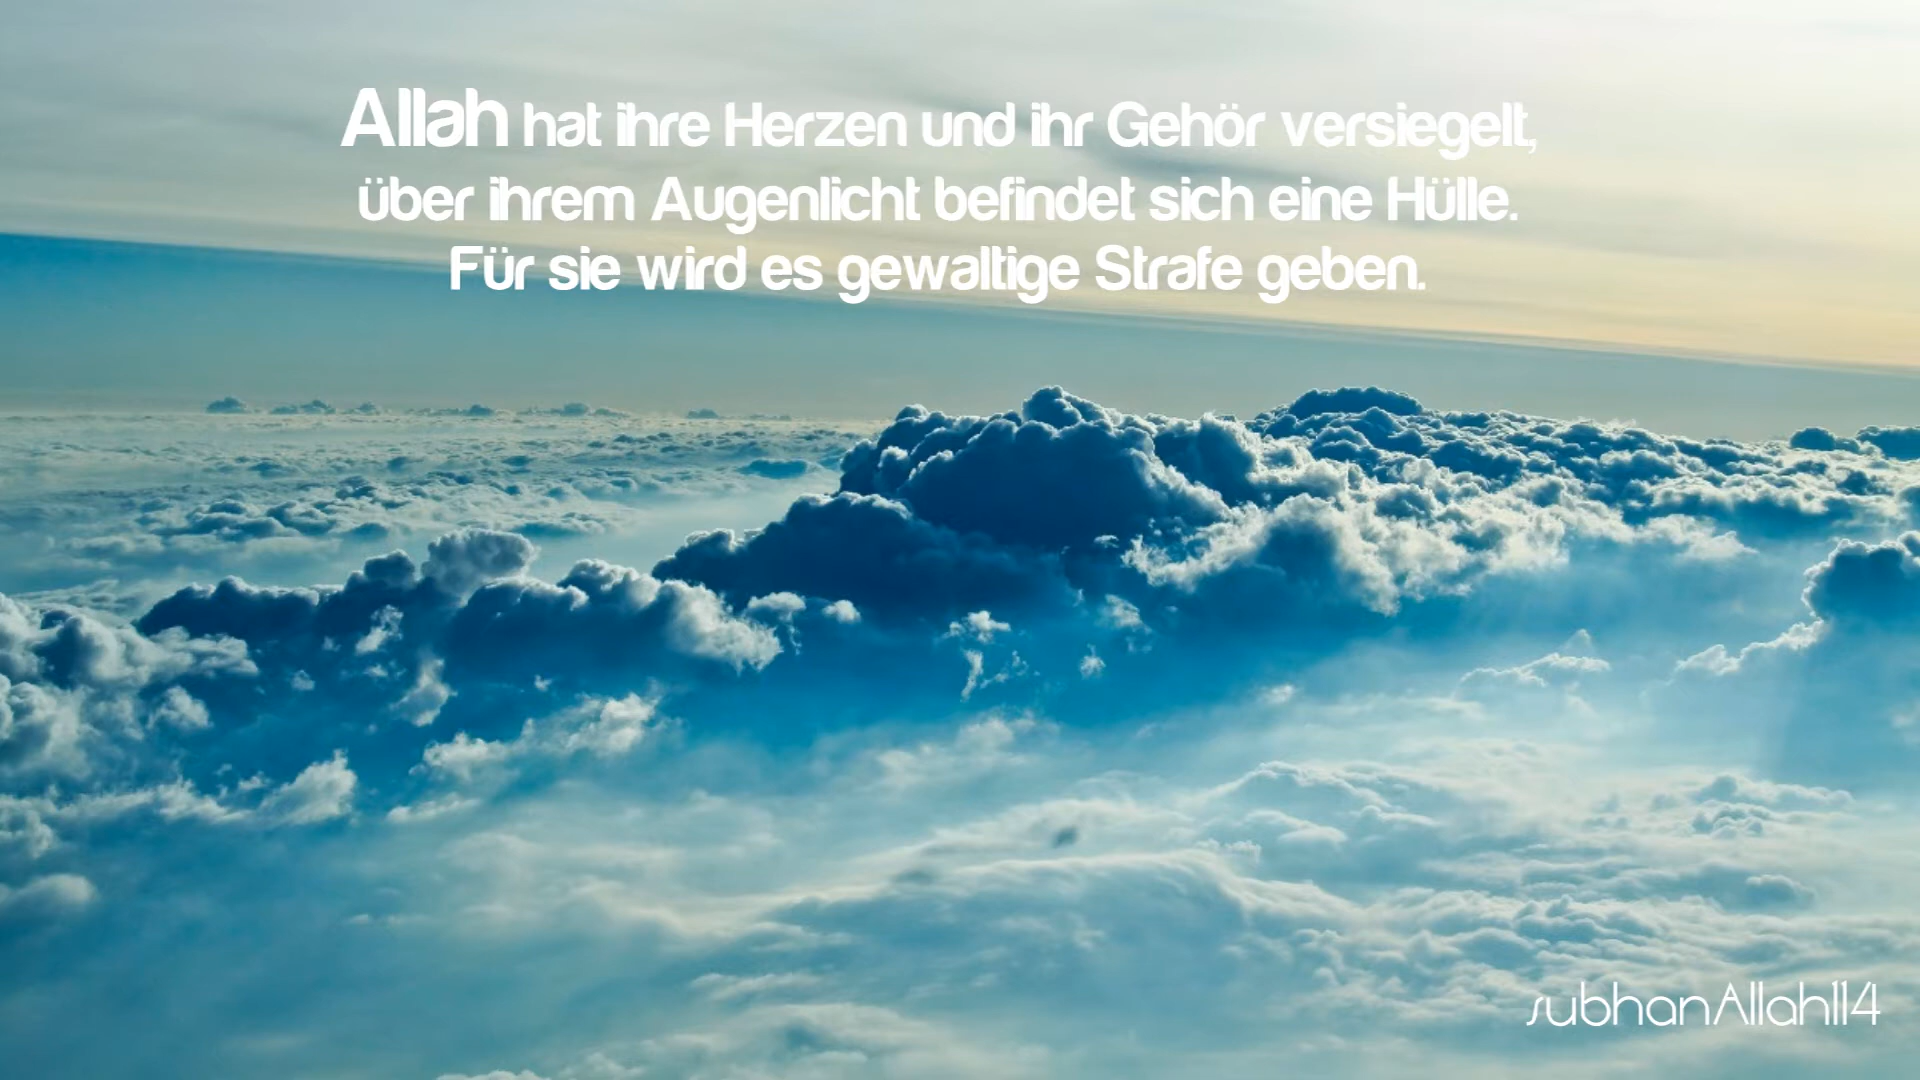 Allah hat ihre Herzen und ihr Gehör versiegelt,
über ihrem Augenlicht befindet sich eine Hülle.
Für sie wird es gewaltige Strafe geben.
subhanAllah114